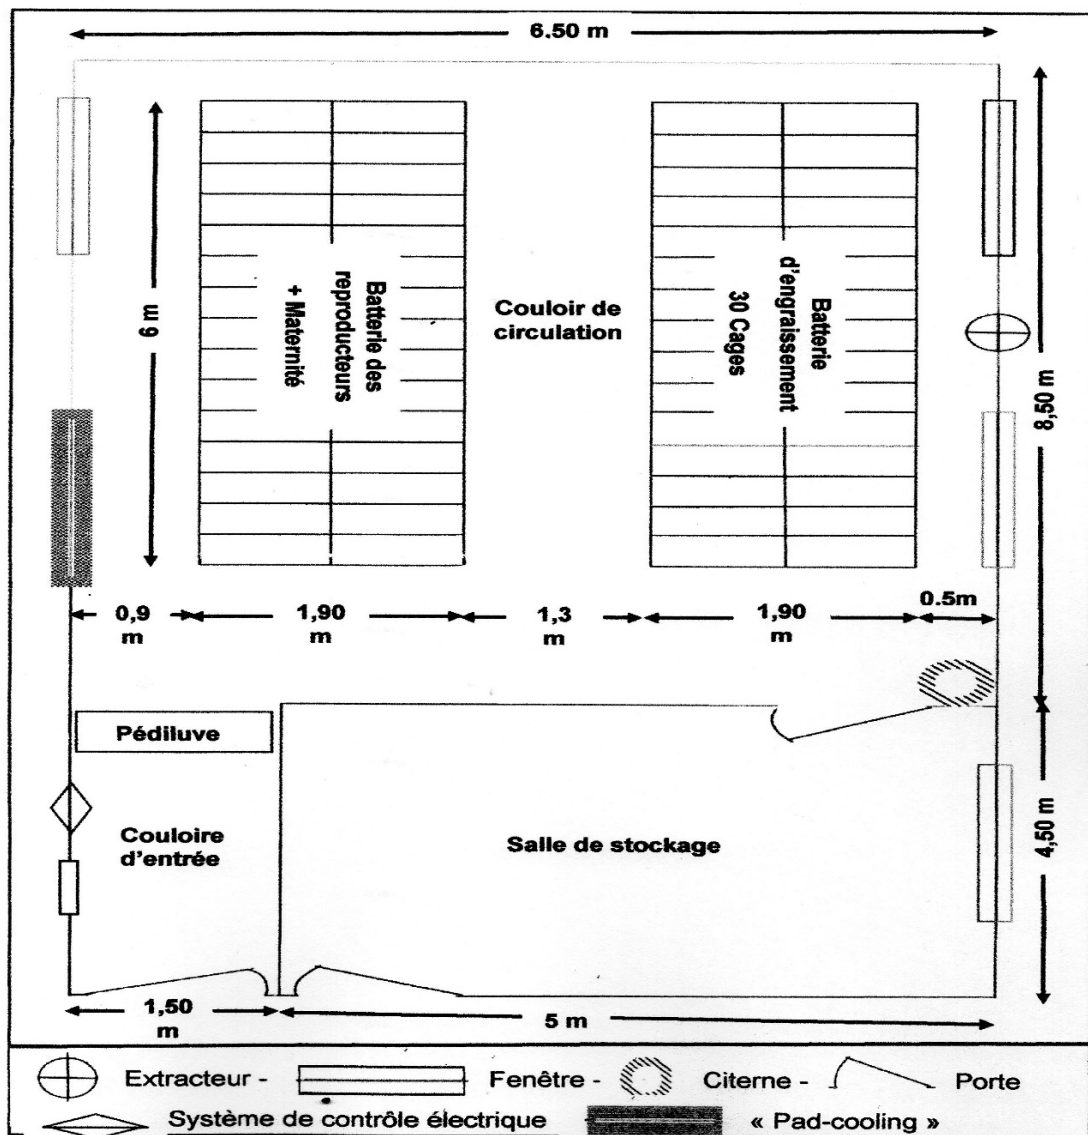 6.50 m
6 m
Batterie des
reproducteurs
+ Maternité
Couloir de
circulation
Batterie
d'engraissement
30 Cages
8,50 m
0,9
m
1,90
m
1,3
m
1,90
m
0.5m
Pédiluve
Couloire
d'entrée
Salle de stockage
4,50 m
1,50
m
5 m
Extracteur - Fenêtre - Citerne - Porte
Système de contrôle électrique « Pad-cooling »